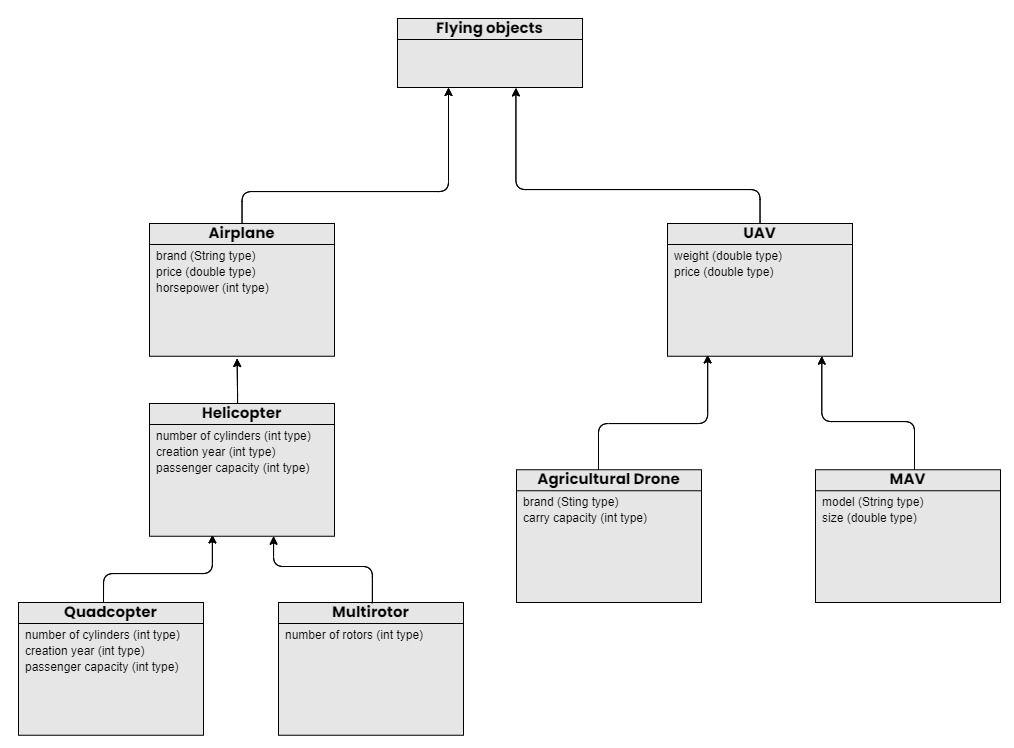 Flying objects
Airplane
brand (String type)
price (double type)
horsepower (int type)
UAV
weight (double type)
price (double type)
Helicopter
number of cylinders (int type)
creation year (int type)
passenger capacity (int type)
Agricultural Drone
brand (Sting type)
carry capacity (int type)
MAV
model (String type)
size (double type)
Quadcopter
number of cylinders (int type)
creation year (int type)
passenger capacity (int type)
Multirotor
number of rotors (int type)